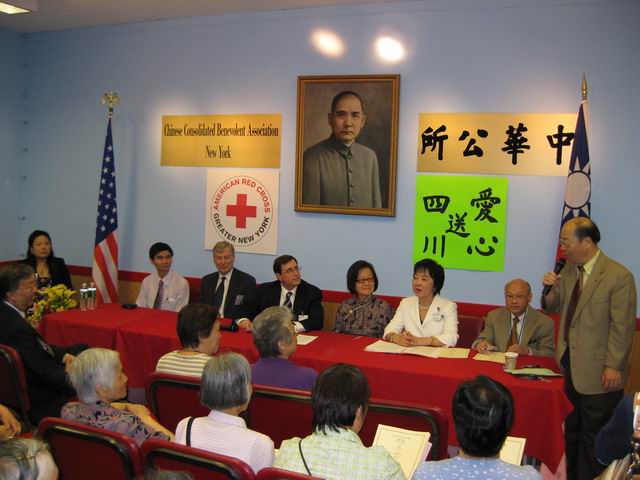 Chinese Consolidated Benevolent Association
New York
AMERICAN RED CROSS
GREATER NEW YORK
中華公所
愛心
送
四川